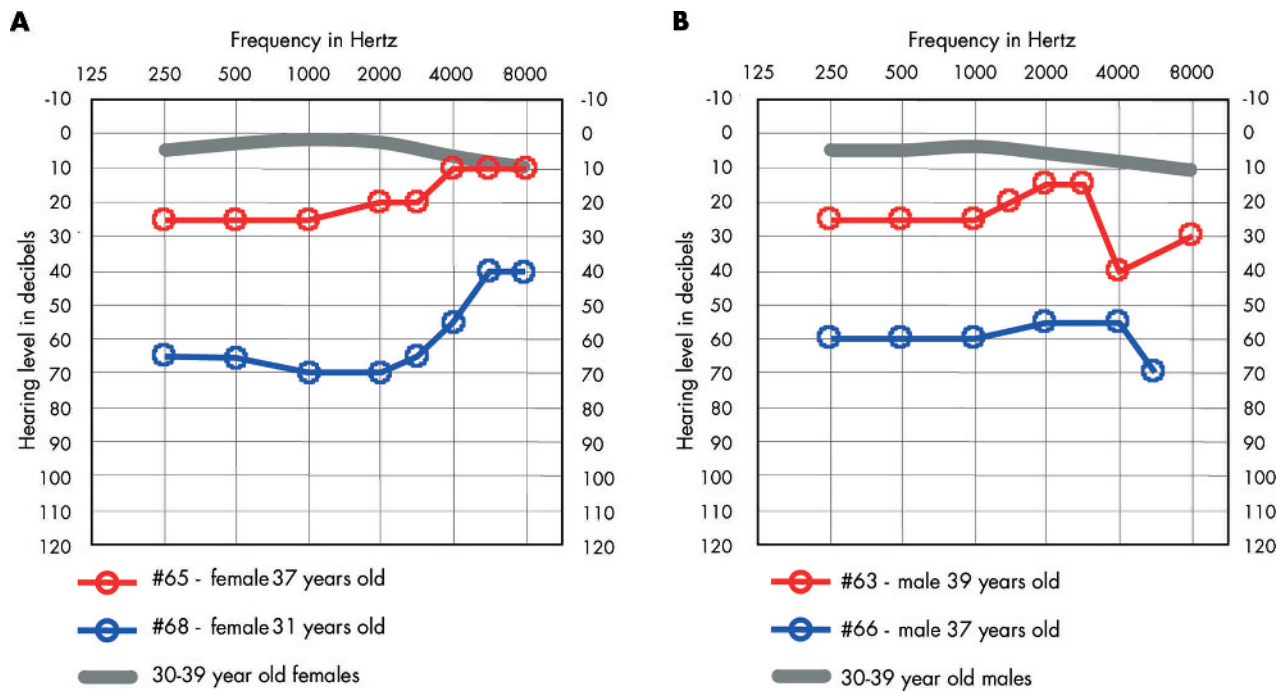 A
Frequency in Hertz
125 250 500 1000 2000 4000 8000
-10 -10
0 0
10 10
20 20
30 30
40 40
50 50
60 60
70 70
80 80
90 90
100 100
110 110
120 120
Hearing level in decibels
#65 - female 37 years old
#68 - female 31 years old
30-39 year old females
B
Frequency in Hertz
125 250 500 1000 2000 4000 8000
-10 -10
0 0
10 10
20 20
30 30
40 40
50 50
60 60
70 70
80 80
90 90
100 100
110 110
120 120
Hearing level in decibels
#63 - male 39 years old
#66 - male 37 years old
30-39 year old males